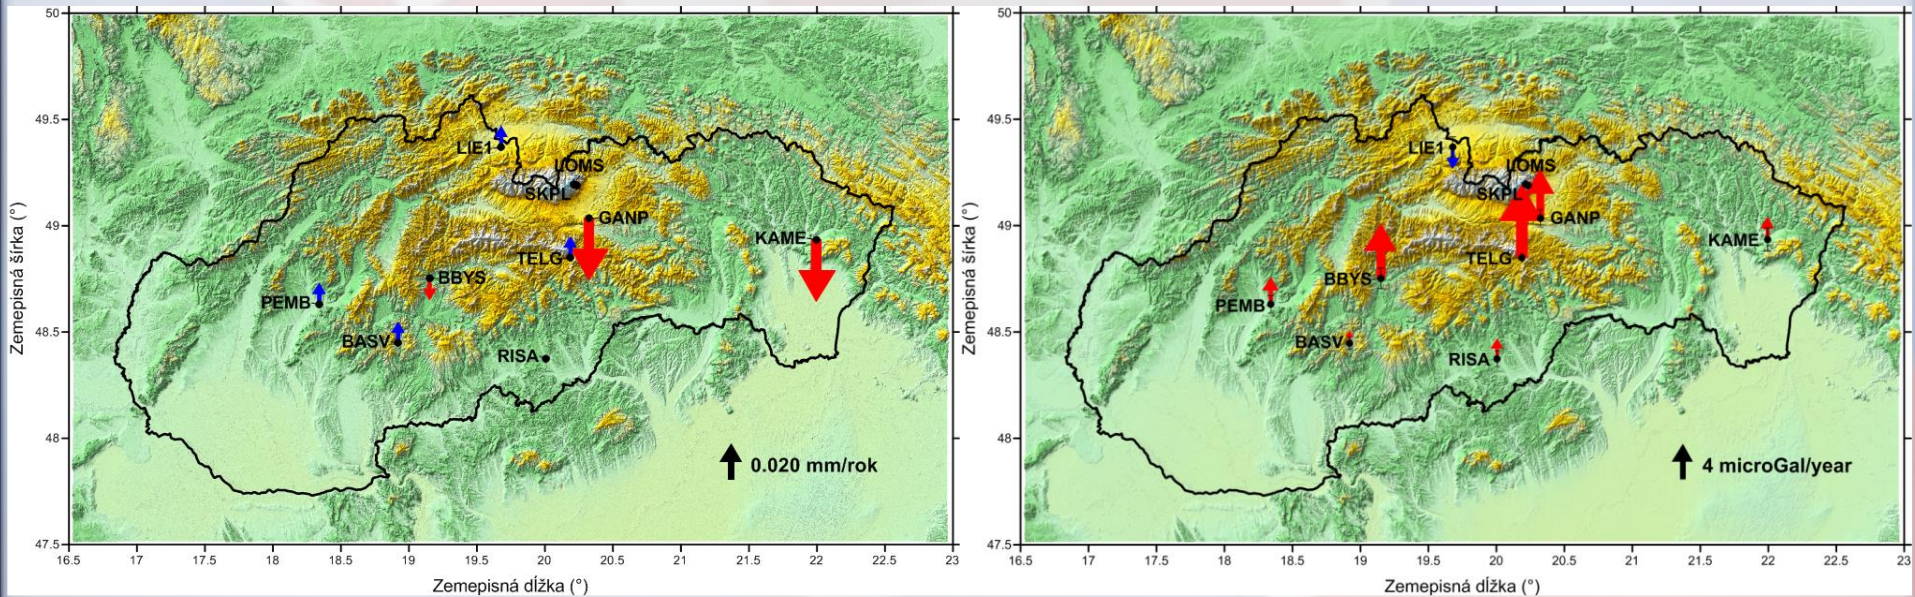 50
49.5
49
48.5
48
47.5
16.5 17 17.5 18 18.5 19 19.5 20 20.5 21 21.5 22 22.5 23
Zemepisná šírka (°)
Zemepisná dĺžka (°)
LIE1
LOMS
SKPL
GANP
KAME
TELG
BBYS
PEMB
BASV
RISA
0.020 mm/rok
50
49.5
49
48.5
48
47.5
16.5 17 17.5 18 18.5 19 19.5 20 20.5 21 21.5 22 22.5 23
Zemepisná šírka (°)
Zemepisná dĺžka (°)
LIE1
LOMS
SKPL
GANP
KAME
TELG
BBYS
PEMB
BASV
RISA
4 microGal/year